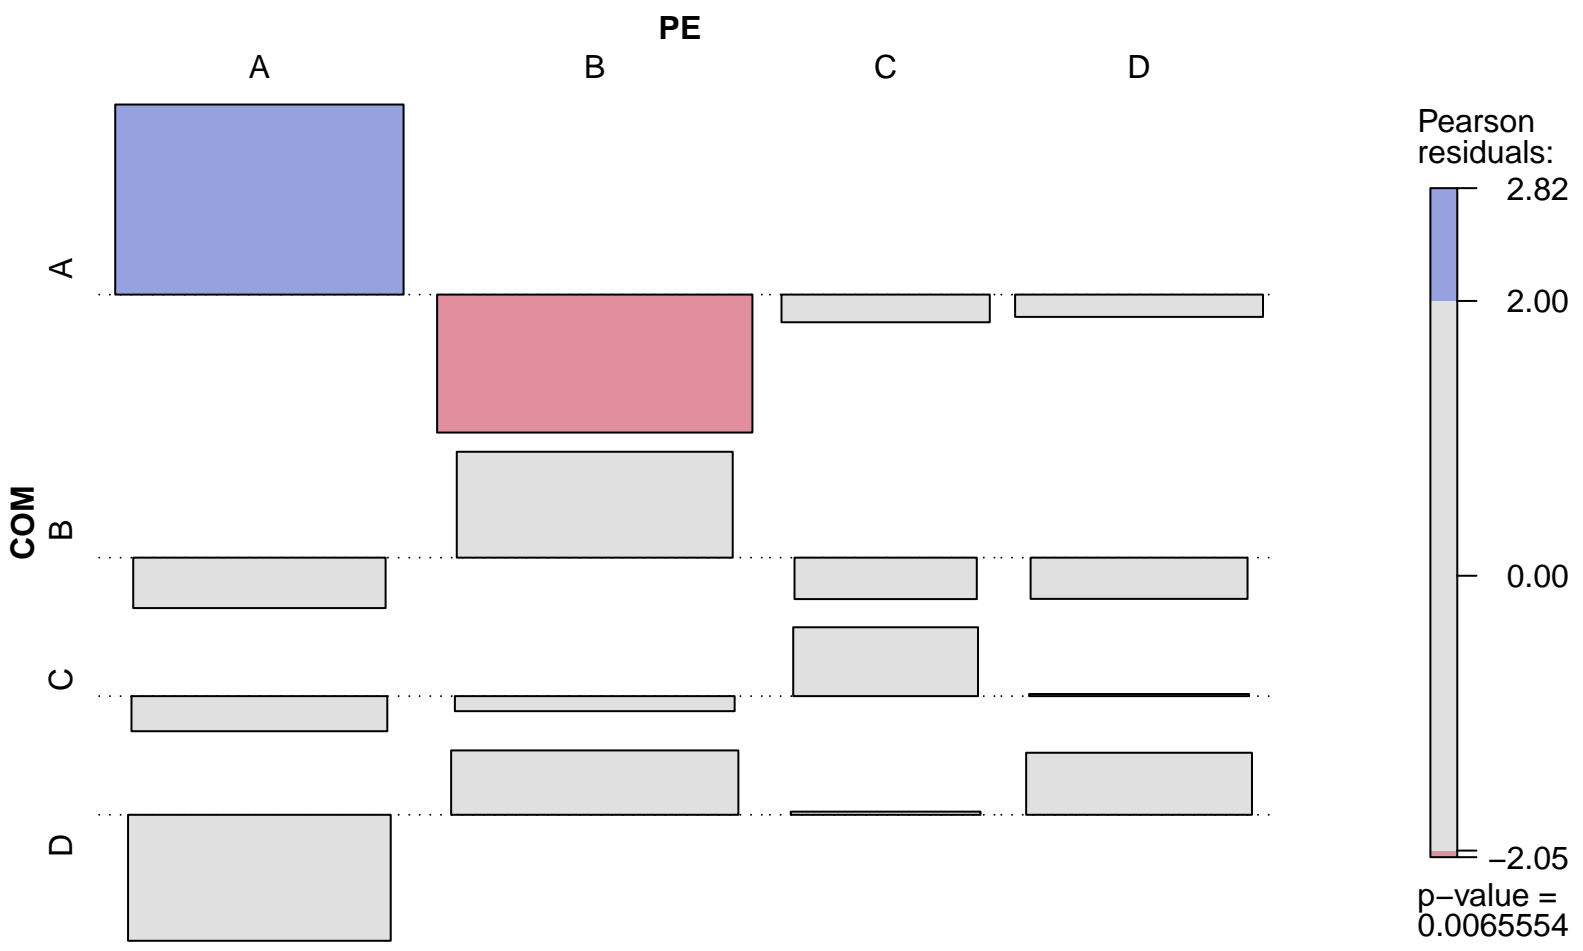 PE
A B C D
COM
A
B
C
D
Pearson
residuals:
2.82
2.00
0.00
−2.05
p−value =
0.0065554